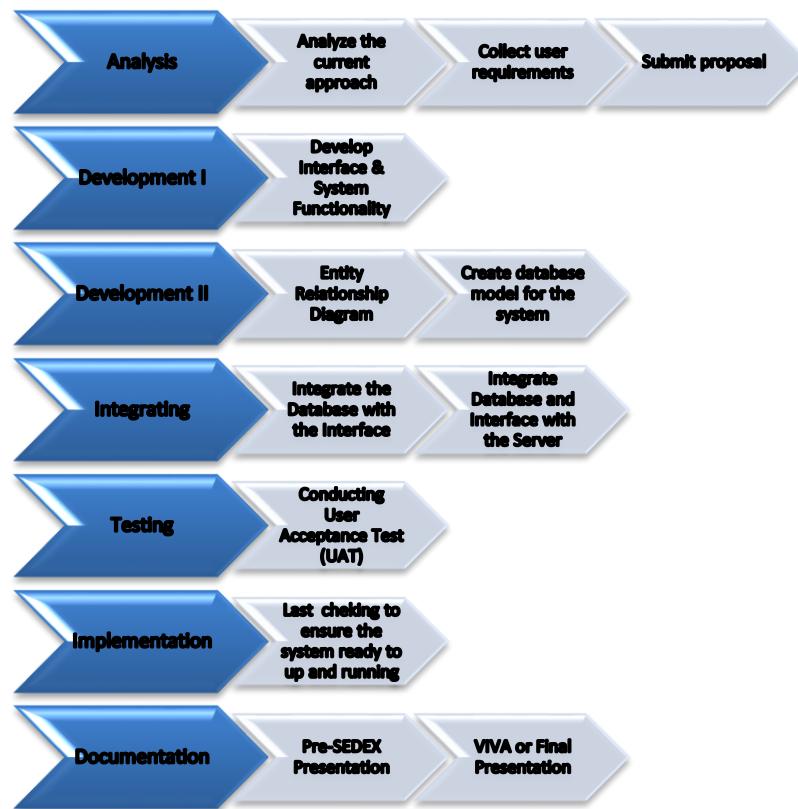 Analysis
Analyze the
current
approach
Collect user
requirements
Submit proposal
Development I
Develop
Interface &
System
Functionality
Development II
Entity
Relationship
Diagram
Create database
model for the
system
Integrating
Integrate the
Database with
the Interface
Integrate
Database and
Interface with
the Server
Testing
Conducting
User
Acceptance Test
(UAT)
Implementation
Last cheking to
ensure the
system ready to
up and running
Documentation
Pre-SEDEX
Presentation
VIVA or Final
Presentation